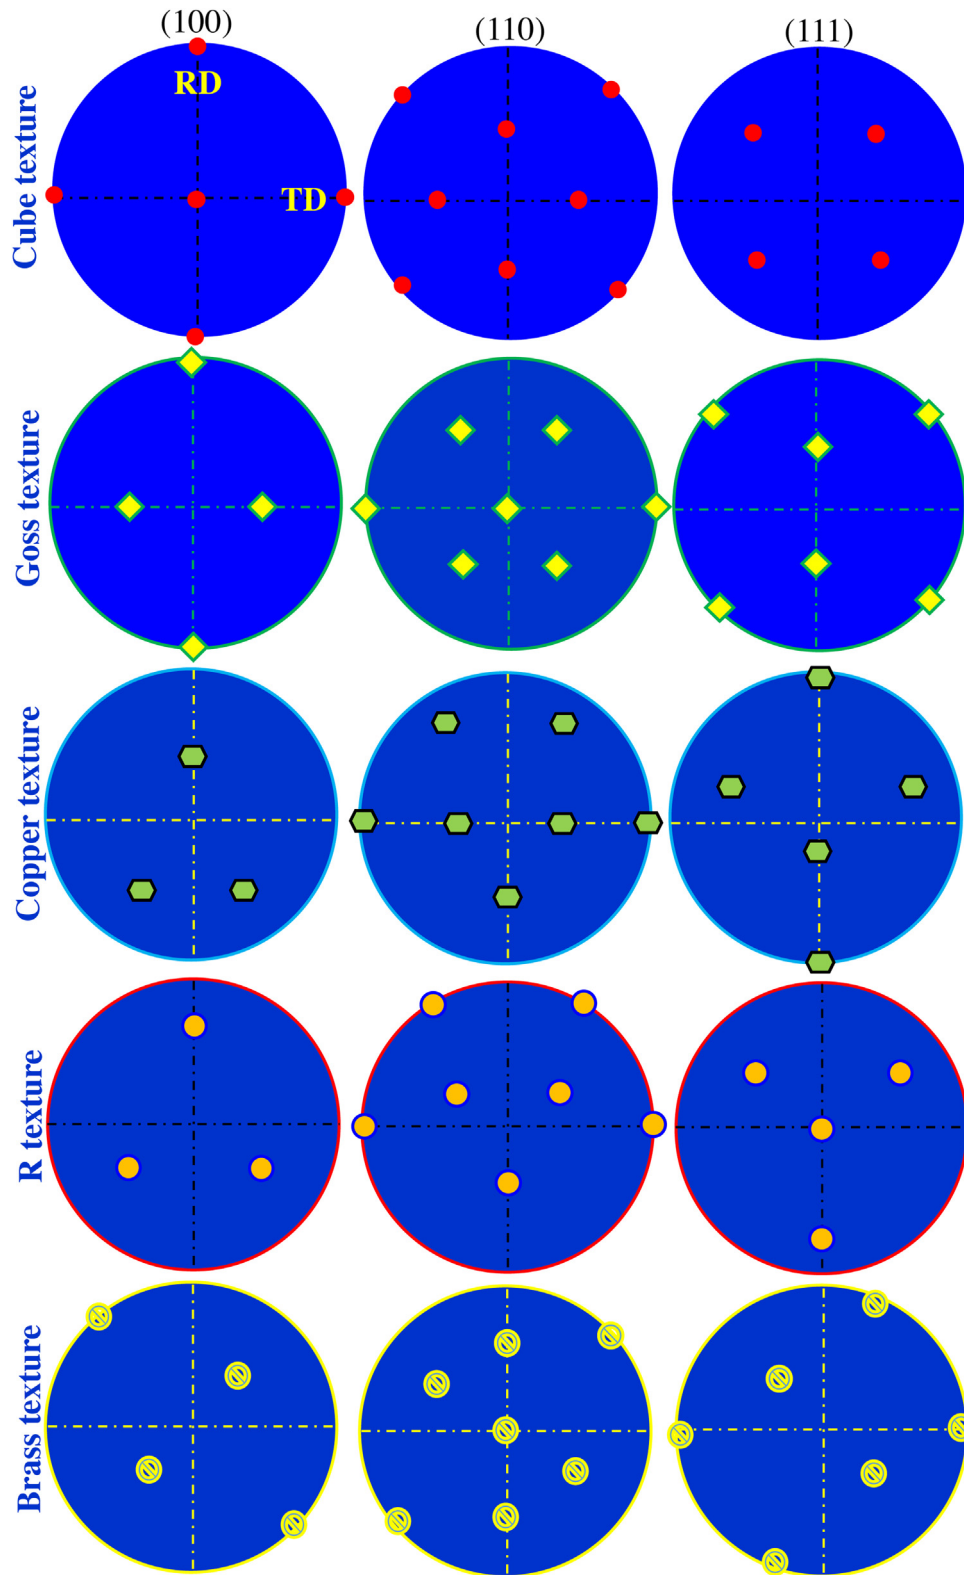 (100)
(110)
(111)
Cube texture
RD
TD
Goss texture
Copper texture
R texture
Brass texture